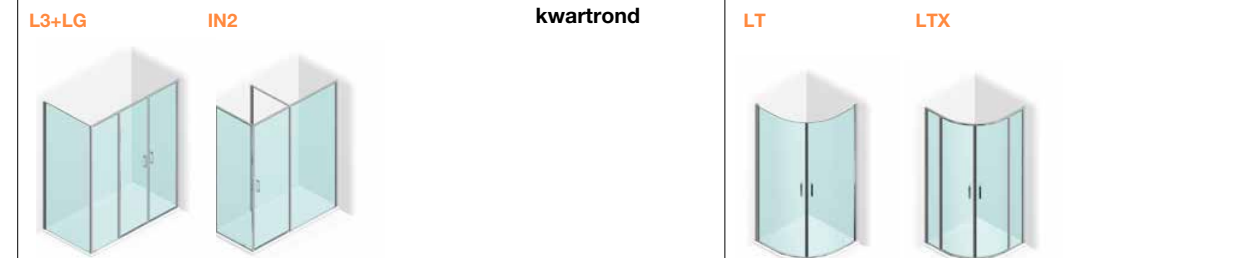 L3+LG
IN2
kwartrond
LT
LTX